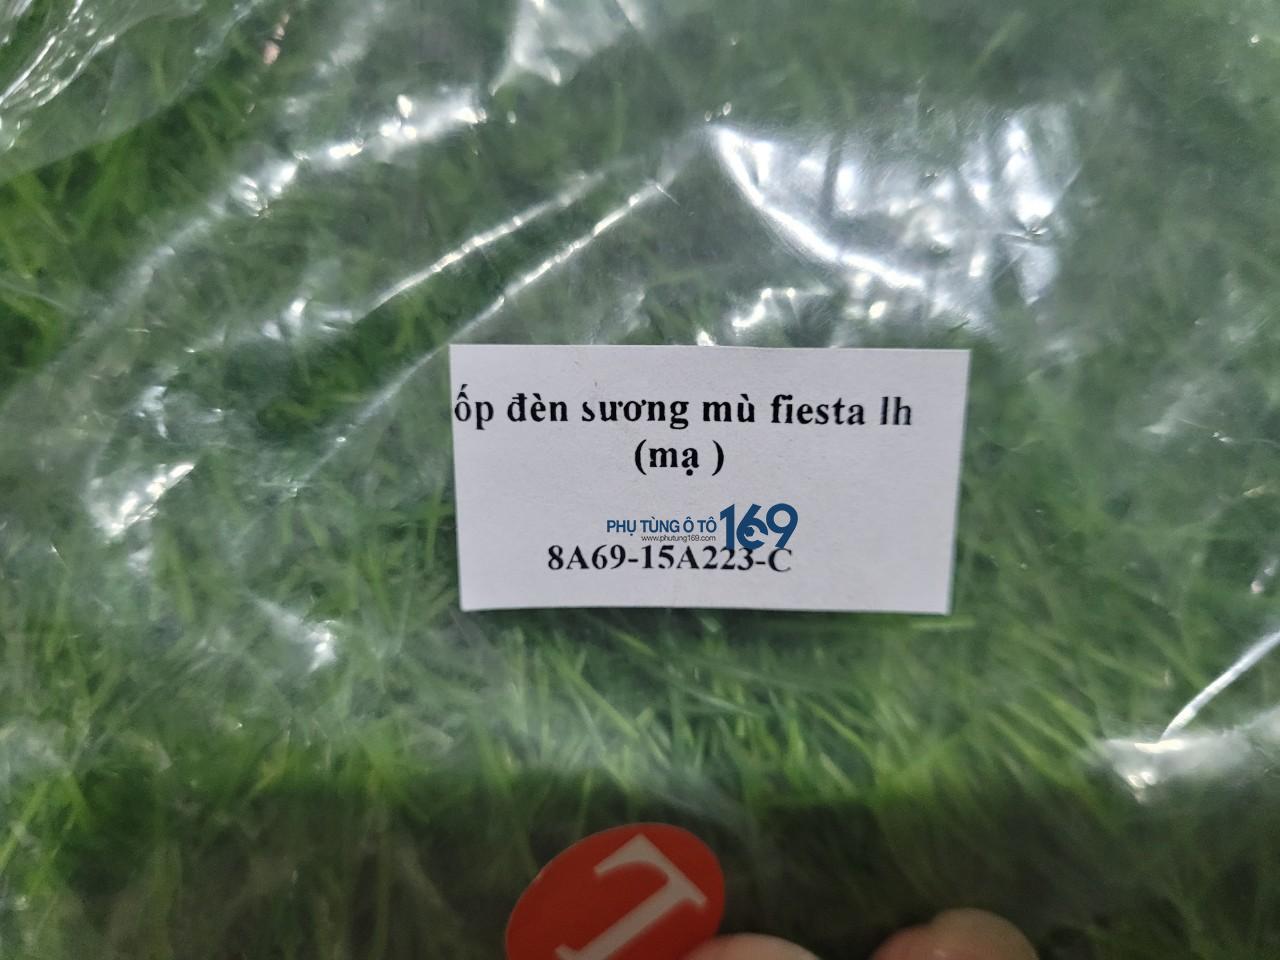 ốp đèn sương mù fiesta lh
(mạ )
PHỤ TÙNG Ô TÔ 169
www.phutung169.com
8A69-15A223-C
L